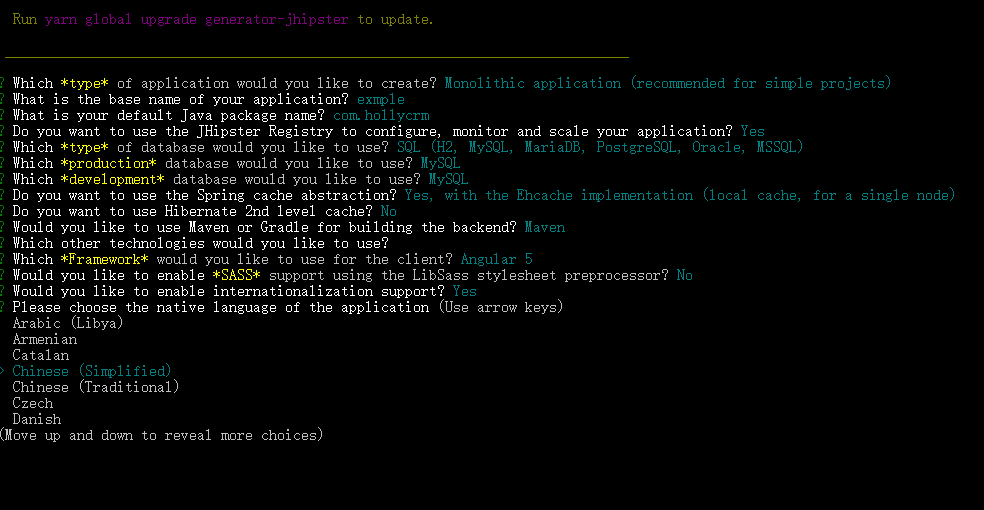 Run yarn global upgrade generator-jhipster to update.
? Which *type* of application would you like to create? Monolithic application (recommended for simple projects)
? What is the base name of your application? exmple
? What is your default Java package name? com.hollycrm
? Do you want to use the JHipster Registry to configure, monitor and scale your application? Yes
? Which *type* of database would you like to use? SQL (H2, MySQL, MariaDB, PostgreSQL, Oracle, MSSQL)
? Which *production* database would you like to use? MySQL
? Which *development* database would you like to use? MySQL
? Do you want to use the Spring cache abstraction? Yes, with the Ehcache implementation (local cache, for a single node)
? Do you want to use Hibernate 2nd level cache? No
? Would you like to use Maven or Gradle for building the backend? Maven
? Which other technologies would you like to use?
? Which *Framework* would you like to use for the client? Angular 5
? Would you like to enable *SASS* support using the LibSass stylesheet preprocessor? No
? Would you like to enable internationalization support? Yes
? Please choose the native language of the application (Use arrow keys)
Arabic (Libya)
Armenian
Catalan
> Chinese (Simplified)
Chinese (Traditional)
Czech
Danish
(Move up and down to reveal more choices)